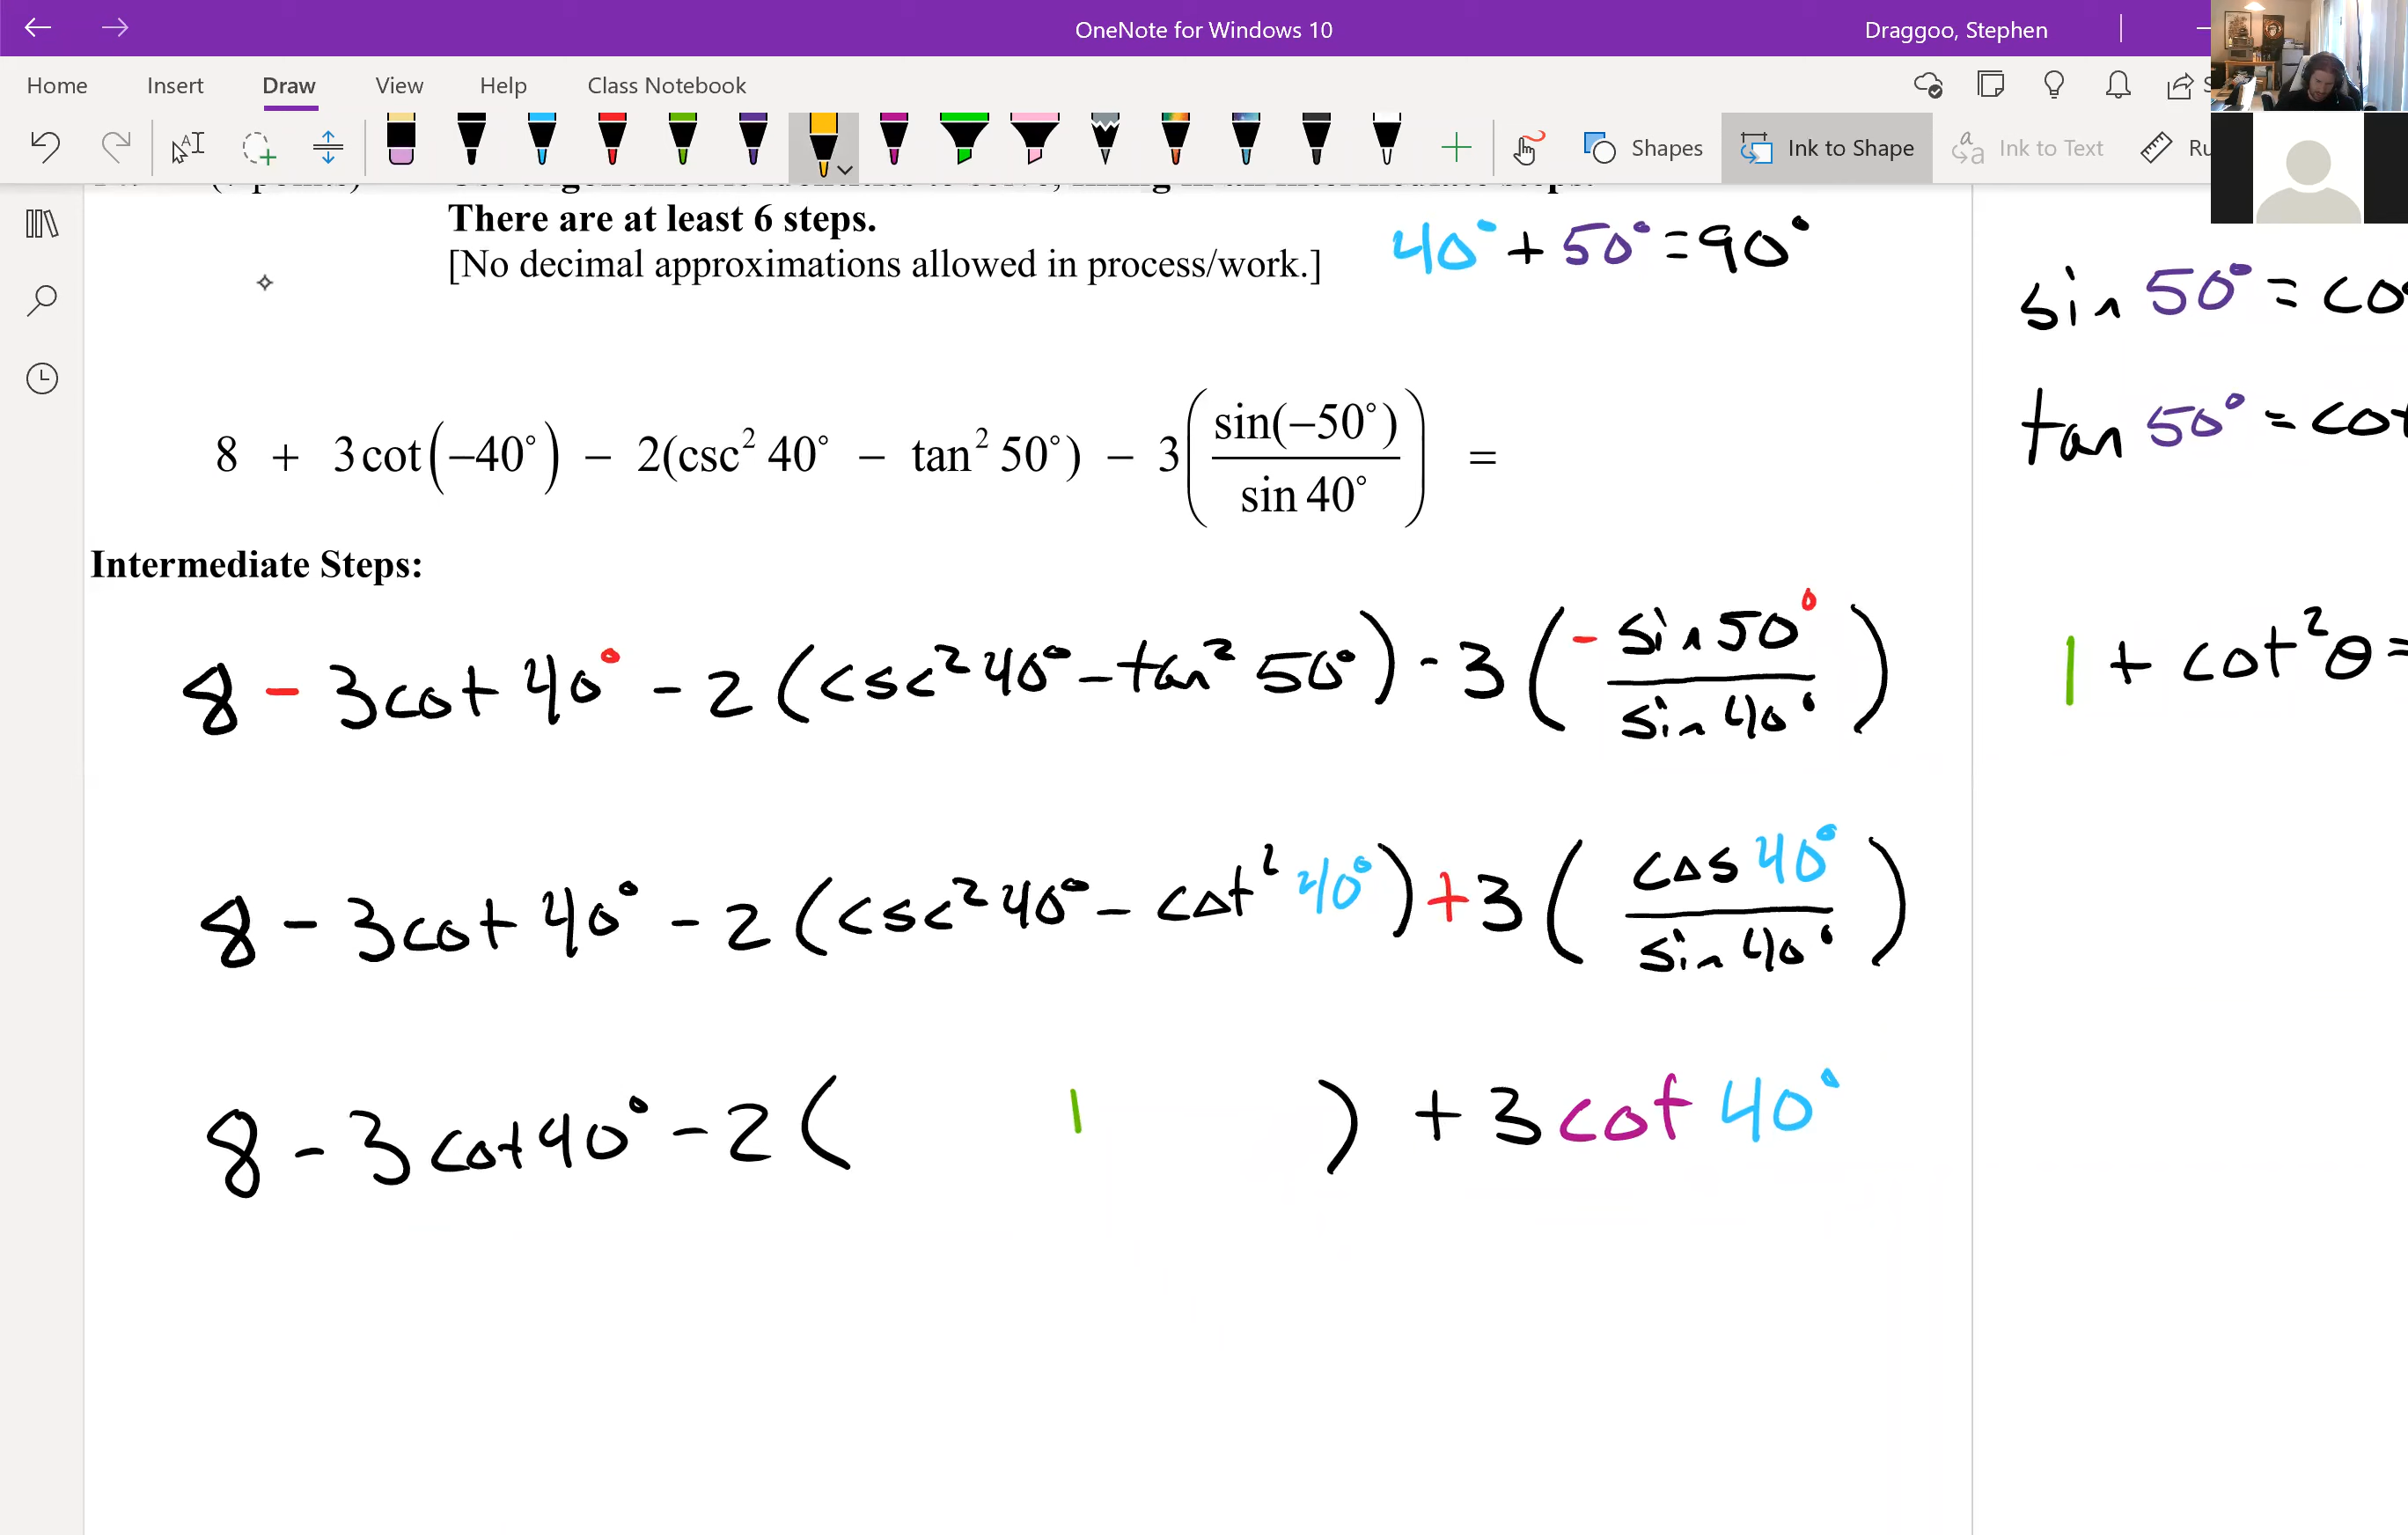 OneNote for Windows 10
Draggoo, Stephen
Home Insert Draw View Help Class Notebook
Shapes Ink to Shape Ink to Text Ru
There are at least 6 steps.
[No decimal approximations allowed in process/work.]
40° + 50° = 90°
sin 50° = co
tan 50° = cot
8 + 3cot(−40°) − 2(csc² 40° − tan² 50°) − 3(sin(−50°)/sin 40°) =
Intermediate Steps:
8 - 3cot 40° - 2(csc² 40° - tan² 50°) - 3(- sin 50°/sin 40°)
1 + cot²θ =
8 - 3cot 40° - 2(csc² 40° - cot² 40°) + 3(cos 40°/sin 40°)
8 - 3cot 40° - 2( 1 ) + 3 cot 40°